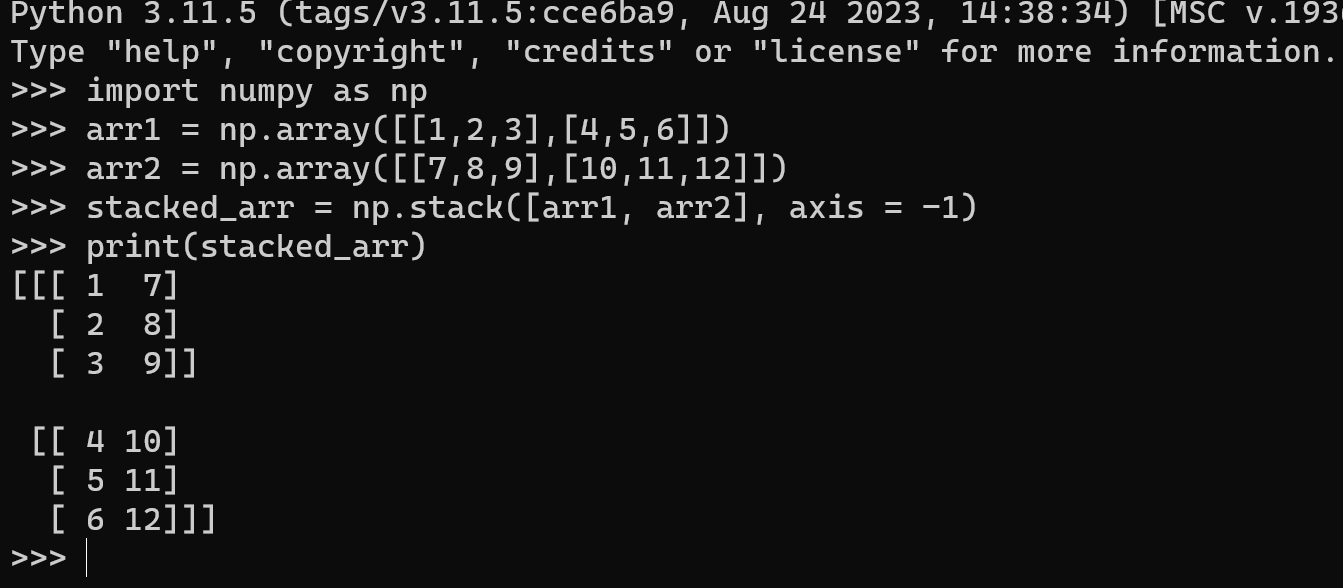 Python 3.11.5 (tags/v3.11.5:cce6ba9, Aug 24 2023, 14:38:34) [MSC v.193
Type "help", "copyright", "credits" or "license" for more information.
>>> import numpy as np
>>> arr1 = np.array([[1,2,3],[4,5,6]])
>>> arr2 = np.array([[7,8,9],[10,11,12]])
>>> stacked_arr = np.stack([arr1, arr2], axis = -1)
>>> print(stacked_arr)
[[[ 1  7]
  [ 2  8]
  [ 3  9]]
 [[ 4 10]
  [ 5 11]
  [ 6 12]]]
>>>